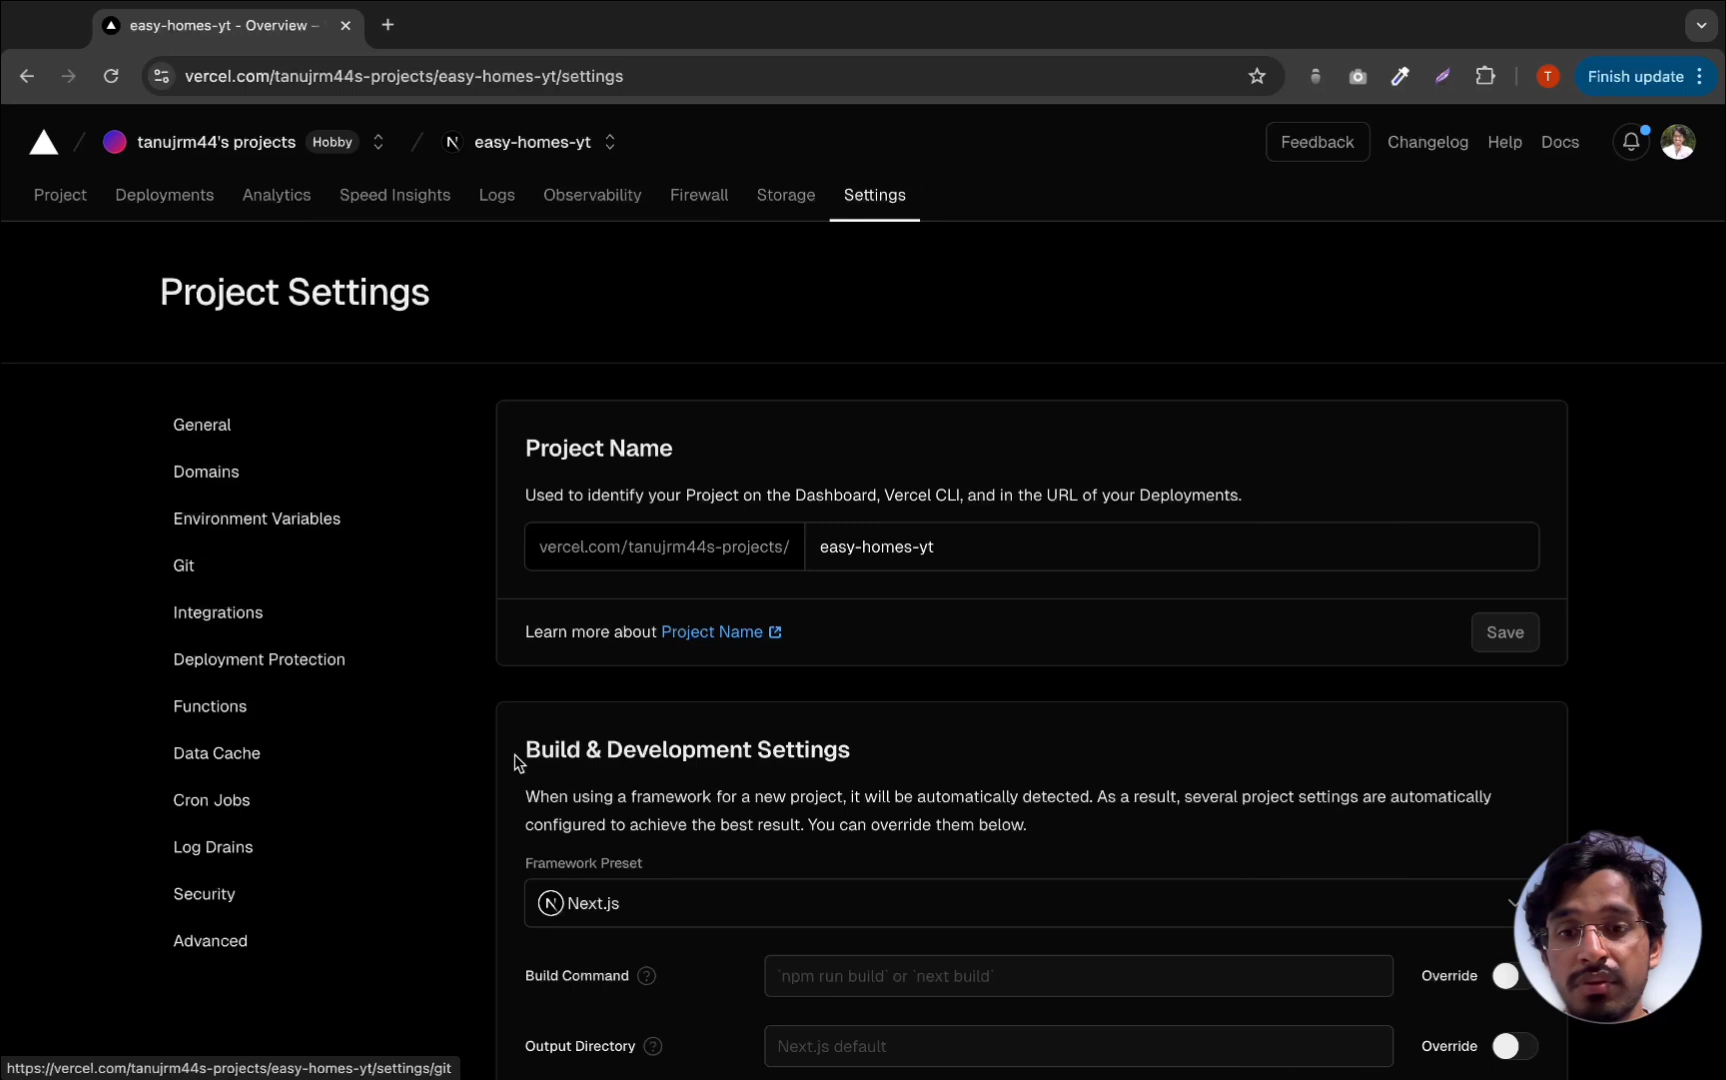 easy-homes-yt - Overview –
vercel.com/tanujrm44s-projects/easy-homes-yt/settings
T
Finish update
tanujrm44's projects Hobby
N easy-homes-yt
Feedback Changelog Help Docs
Project Deployments Analytics Speed Insights Logs Observability Firewall Storage Settings
Project Settings
General
Domains
Environment Variables
Git
Integrations
Deployment Protection
Functions
Data Cache
Cron Jobs
Log Drains
Security
Advanced
Project Name
Used to identify your Project on the Dashboard, Vercel CLI, and in the URL of your Deployments.
vercel.com/tanujrm44s-projects/ easy-homes-yt
Learn more about Project Name
Save
Build & Development Settings
When using a framework for a new project, it will be automatically detected. As a result, several project settings are automatically
configured to achieve the best result. You can override them below.
Framework Preset
N Next.js
Build Command ? `npm run build` or `next build` Override
Output Directory ? Next.js default Override
https://vercel.com/tanujrm44s-projects/easy-homes-yt/settings/git